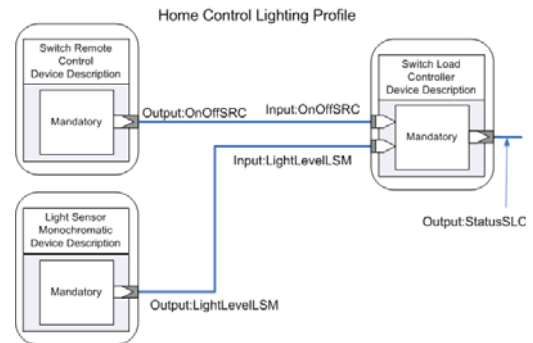 Home Control Lighting Profile
Switch Remote
Control
Device Description
Mandatory
Output:OnOffSRC
Input:OnOffSRC
Input:LightLevelLSM
Switch Load
Controller
Device Description
Mandatory
Output:StatusSLC
Light Sensor
Monochromatic
Device Description
Mandatory
Output:LightLevelLSM